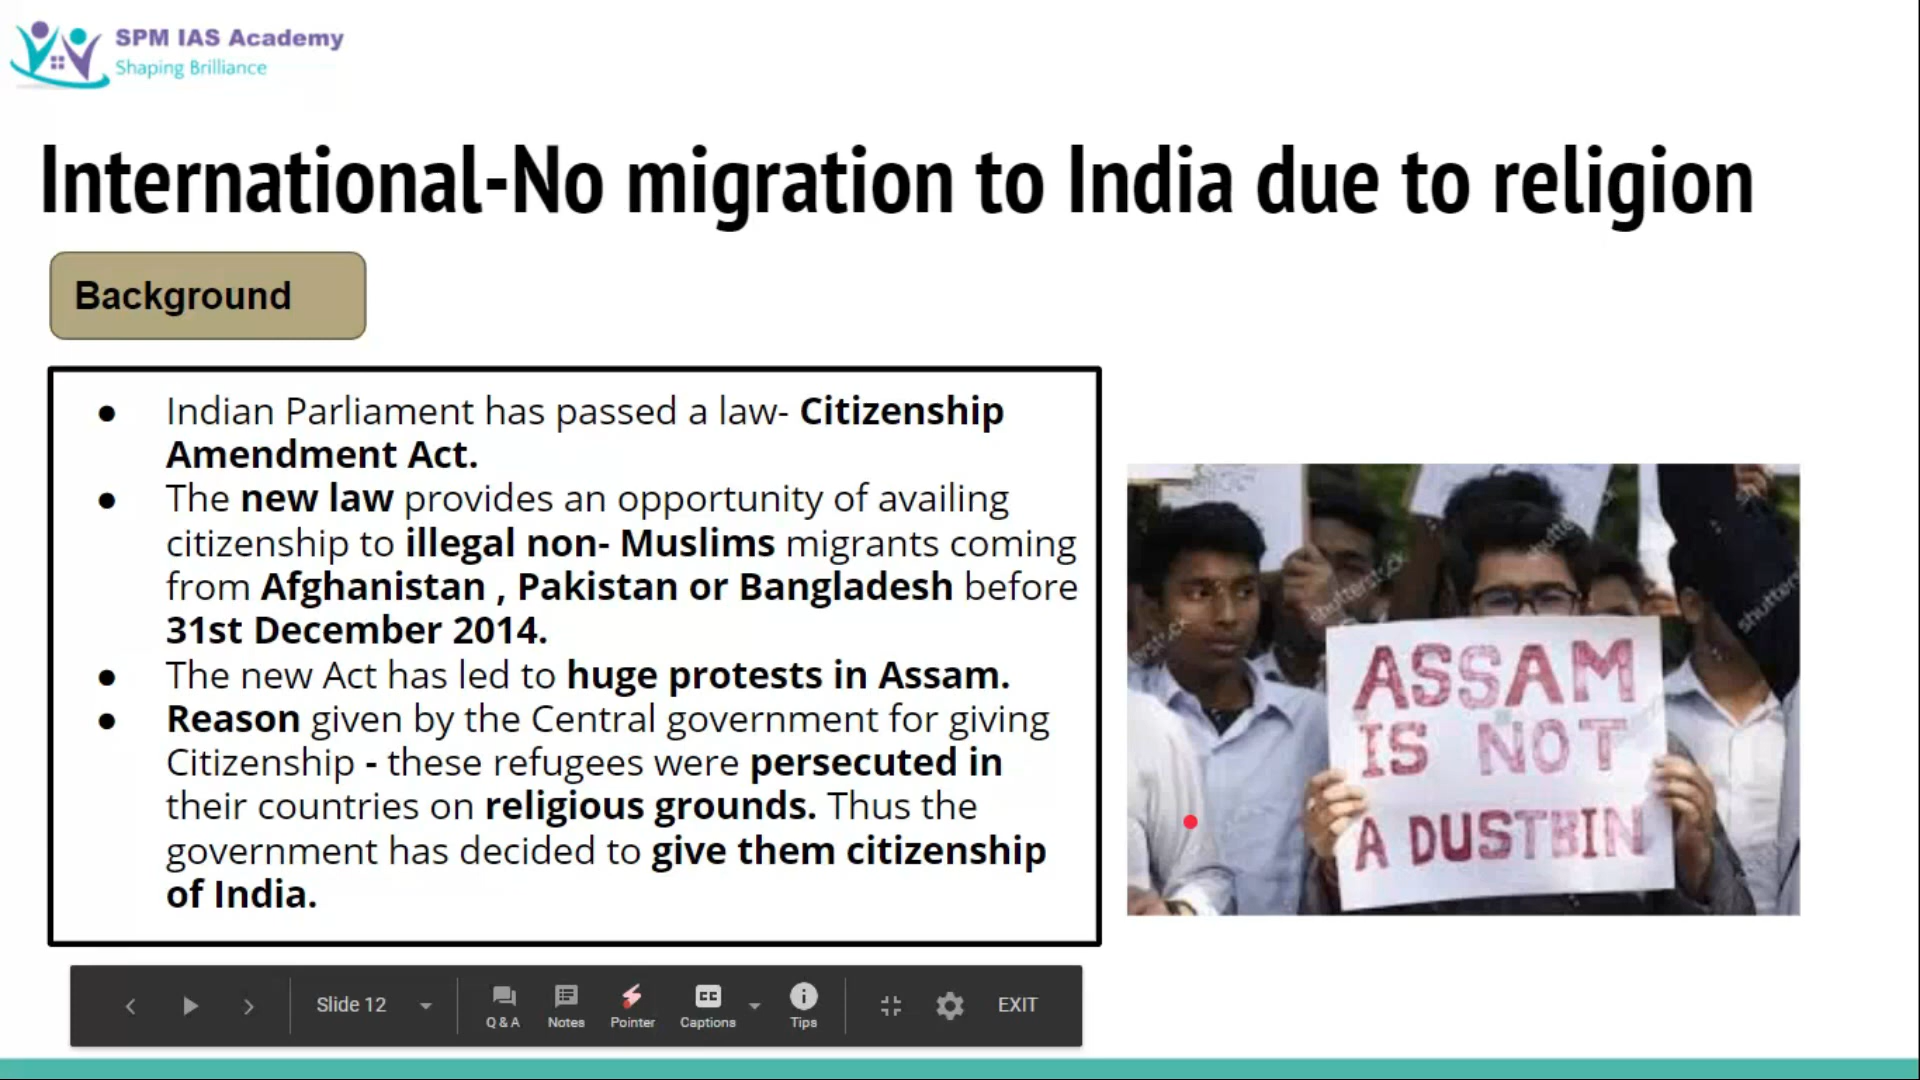 SPM IAS Academy
Shaping Brilliance
International-No migration to India due to religion
Background
● Indian Parliament has passed a law- Citizenship
Amendment Act.
● The new law provides an opportunity of availing
citizenship to illegal non- Muslims migrants coming
from Afghanistan , Pakistan or Bangladesh before
31st December 2014.
● The new Act has led to huge protests in Assam.
● Reason given by the Central government for giving
Citizenship - these refugees were persecuted in
their countries on religious grounds. Thus the
government has decided to give them citizenship
of India.
shutterstock
ASSAM
IS NOT
A DUSTBIN
Slide 12
Q & A
Notes
CC
Pointer
Captions
Tips
EXIT